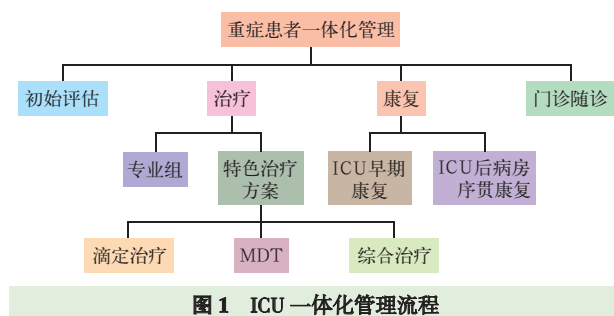 重症患者一体化管理
初始评估
治疗
康复
门诊随诊
专业组
特色治疗
方案
ICU早期
康复
ICU后病房
序贯康复
滴定治疗
MDT
综合治疗
图1 ICU一体化管理流程